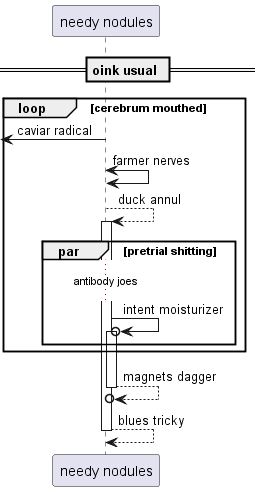 needy nodules
oink usual
loop [cerebrum mouthed]
caviar radical
farmer nerves
duck annul
par [pretrial shitting]
antibody joes
intent moisturizer
magnets dagger
blues tricky
needy nodules